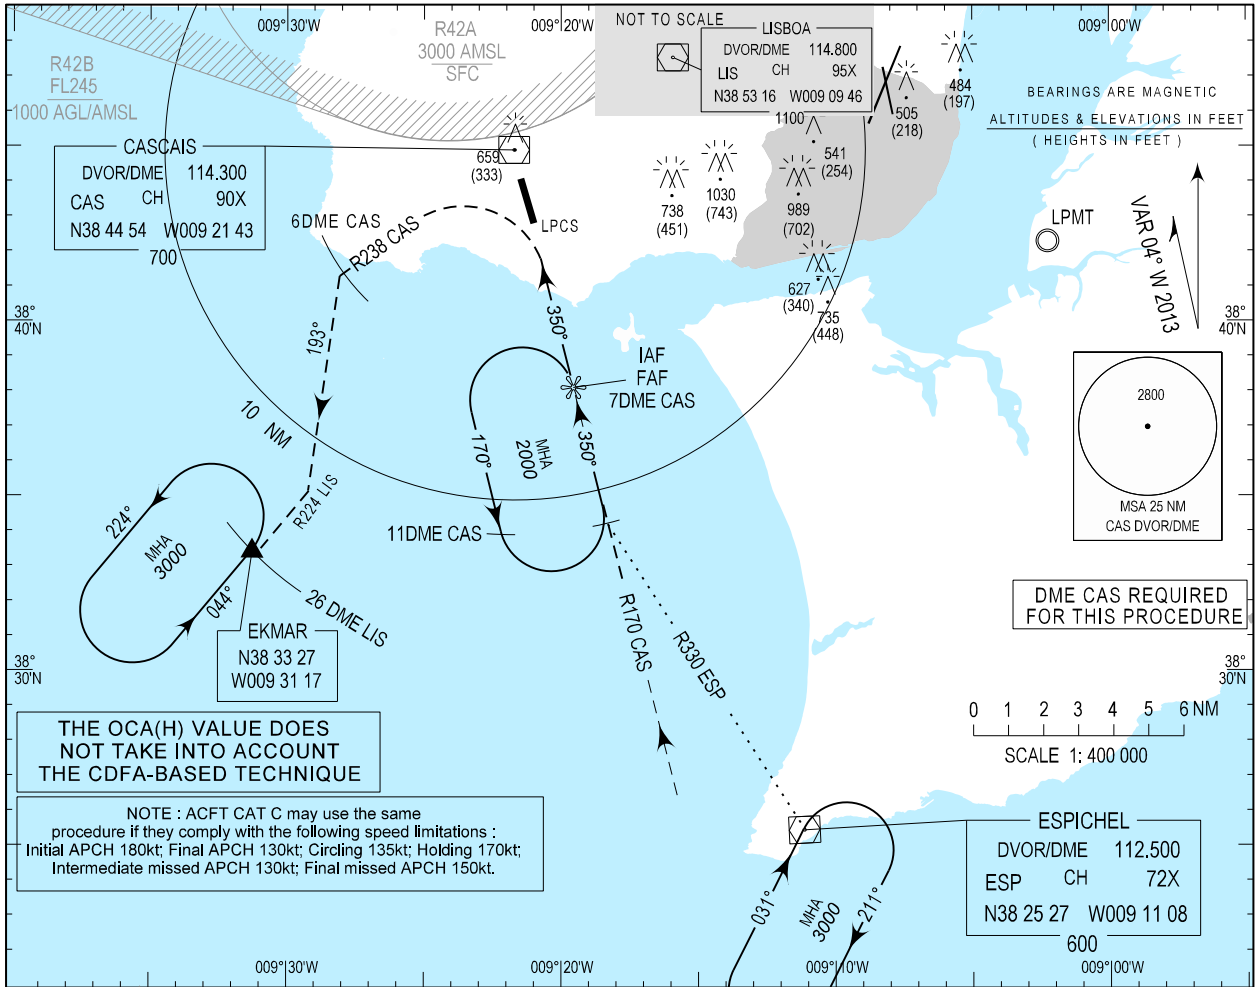 009°30'W
009°20'W
009°00'W
NOT TO SCALE
LISBOA
DVOR/DME 114.800
LIS CH 95X
N38 53 16 W009 09 46
1100
R42A
3000 AMSL
SFC
R42B
FL245
1000 AGL/AMSL
484
(197)
505
(218)
BEARINGS ARE MAGNETIC
ALTITUDES & ELEVATIONS IN FEET
( HEIGHTS IN FEET )
CASCAIS
DVOR/DME 114.300
CAS CH 90X
N38 44 54 W009 21 43
700
659
(333)
541
(254)
1030
(743)
738
(451)
989
(702)
LPCS
LPMT
VAR 04° W 2013
6DME CAS
R238 CAS
627
(340)
735
(448)
38°
40'N
38°
40'N
193°
350°
IAF
FAF
7DME CAS
2800
MSA 25 NM
CAS DVOR/DME
10 NM
170°
MHA
2000
350°
R224 LIS
224°
MHA
3000
044°
11DME CAS
26 DME LIS
EKMAR
N38 33 27
W009 31 17
R170 CAS
R330 ESP
DME CAS REQUIRED
FOR THIS PROCEDURE
38°
30'N
38°
30'N
0 1 2 3 4 5 6 NM
SCALE 1: 400 000
THE OCA(H) VALUE DOES
NOT TAKE INTO ACCOUNT
THE CDFA-BASED TECHNIQUE
NOTE : ACFT CAT C may use the same
procedure if they comply with the following speed limitations :
Initial APCH 180kt; Final APCH 130kt; Circling 135kt; Holding 170kt;
Intermediate missed APCH 130kt; Final missed APCH 150kt.
ESPICHEL
DVOR/DME 112.500
ESP CH 72X
N38 25 27 W009 11 08
600
031°
MHA
3000
211°
009°30'W
009°20'W
009°10'W
009°00'W